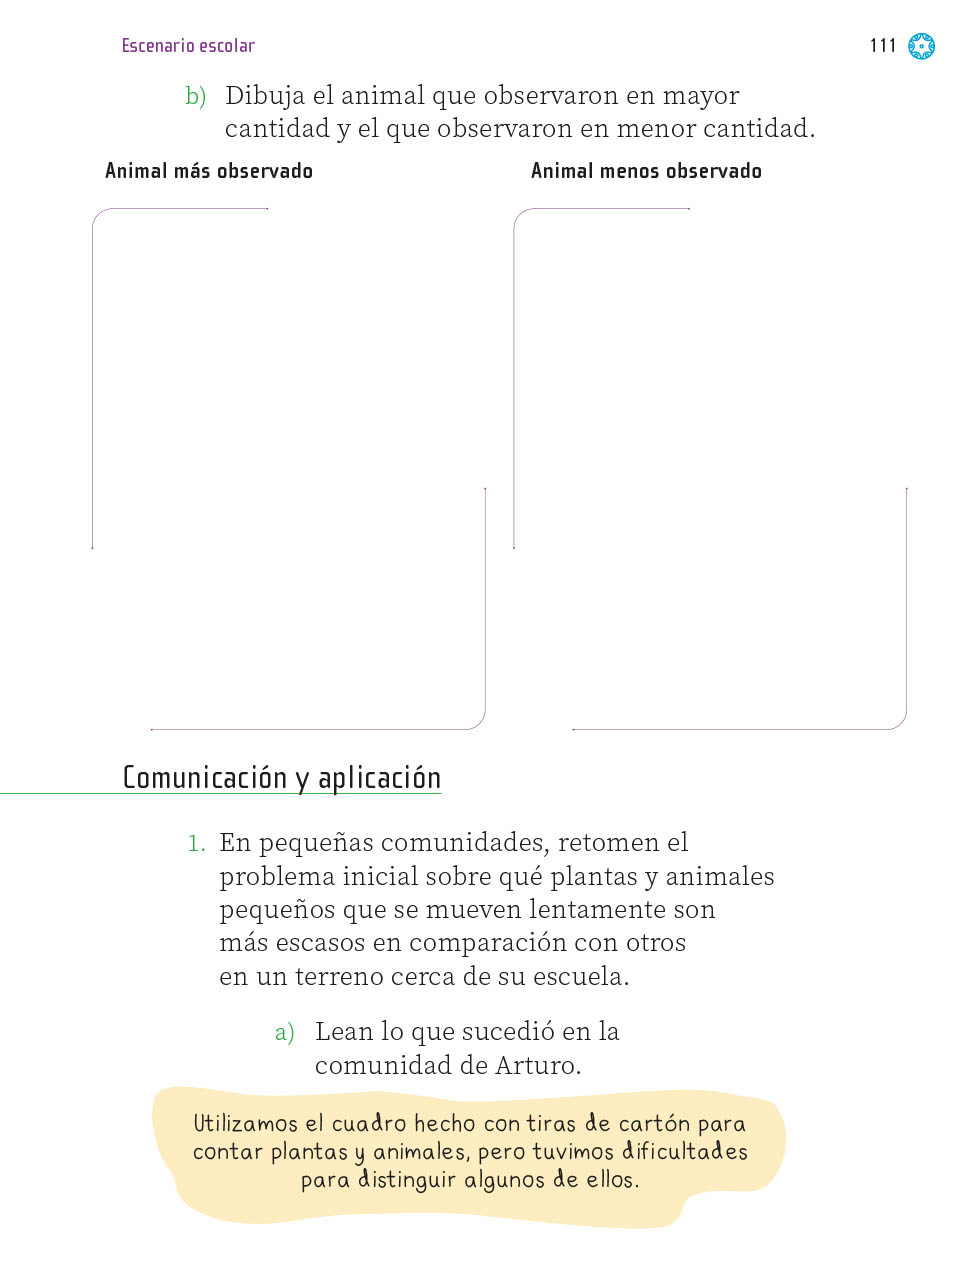 Escenario escolar
111
b) Dibuja el animal que observaron en mayor
cantidad y el que observaron en menor cantidad.
Animal más observado
Animal menos observado
Comunicación y aplicación
1. En pequeñas comunidades, retomen el
problema inicial sobre qué plantas y animales
pequeños que se mueven lentamente son
más escasos en comparación con otros
en un terreno cerca de su escuela.
a) Lean lo que sucedió en la
comunidad de Arturo.
Utilizamos el cuadro hecho con tiras de cartón para
contar plantas y animales, pero tuvimos dificultades
para distinguir algunos de ellos.